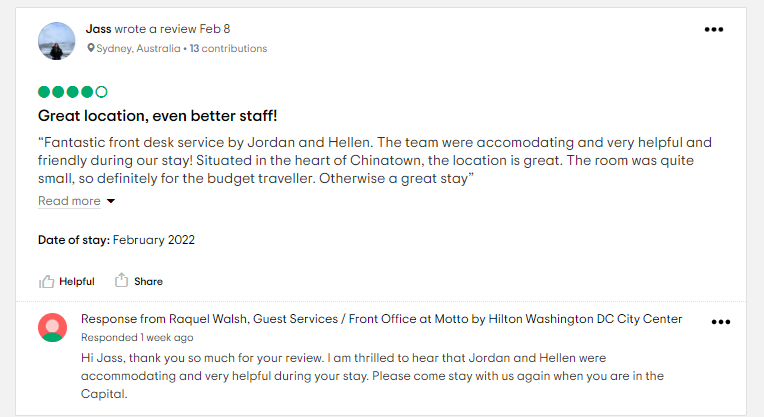 Jass wrote a review Feb 8
Sydney, Australia • 13 contributions
Great location, even better staff!
“Fantastic front desk service by Jordan and Hellen. The team were accomodating and very helpful and
friendly during our stay! Situated in the heart of Chinatown, the location is great. The room was quite
small, so definitely for the budget traveller. Otherwise a great stay”
Read more
Date of stay: February 2022
Helpful Share
Response from Raquel Walsh, Guest Services / Front Office at Motto by Hilton Washington DC City Center
Responded 1 week ago
Hi Jass, thank you so much for your review. I am thrilled to hear that Jordan and Hellen were
accommodating and very helpful during your stay. Please come stay with us again when you are in the
Capital.